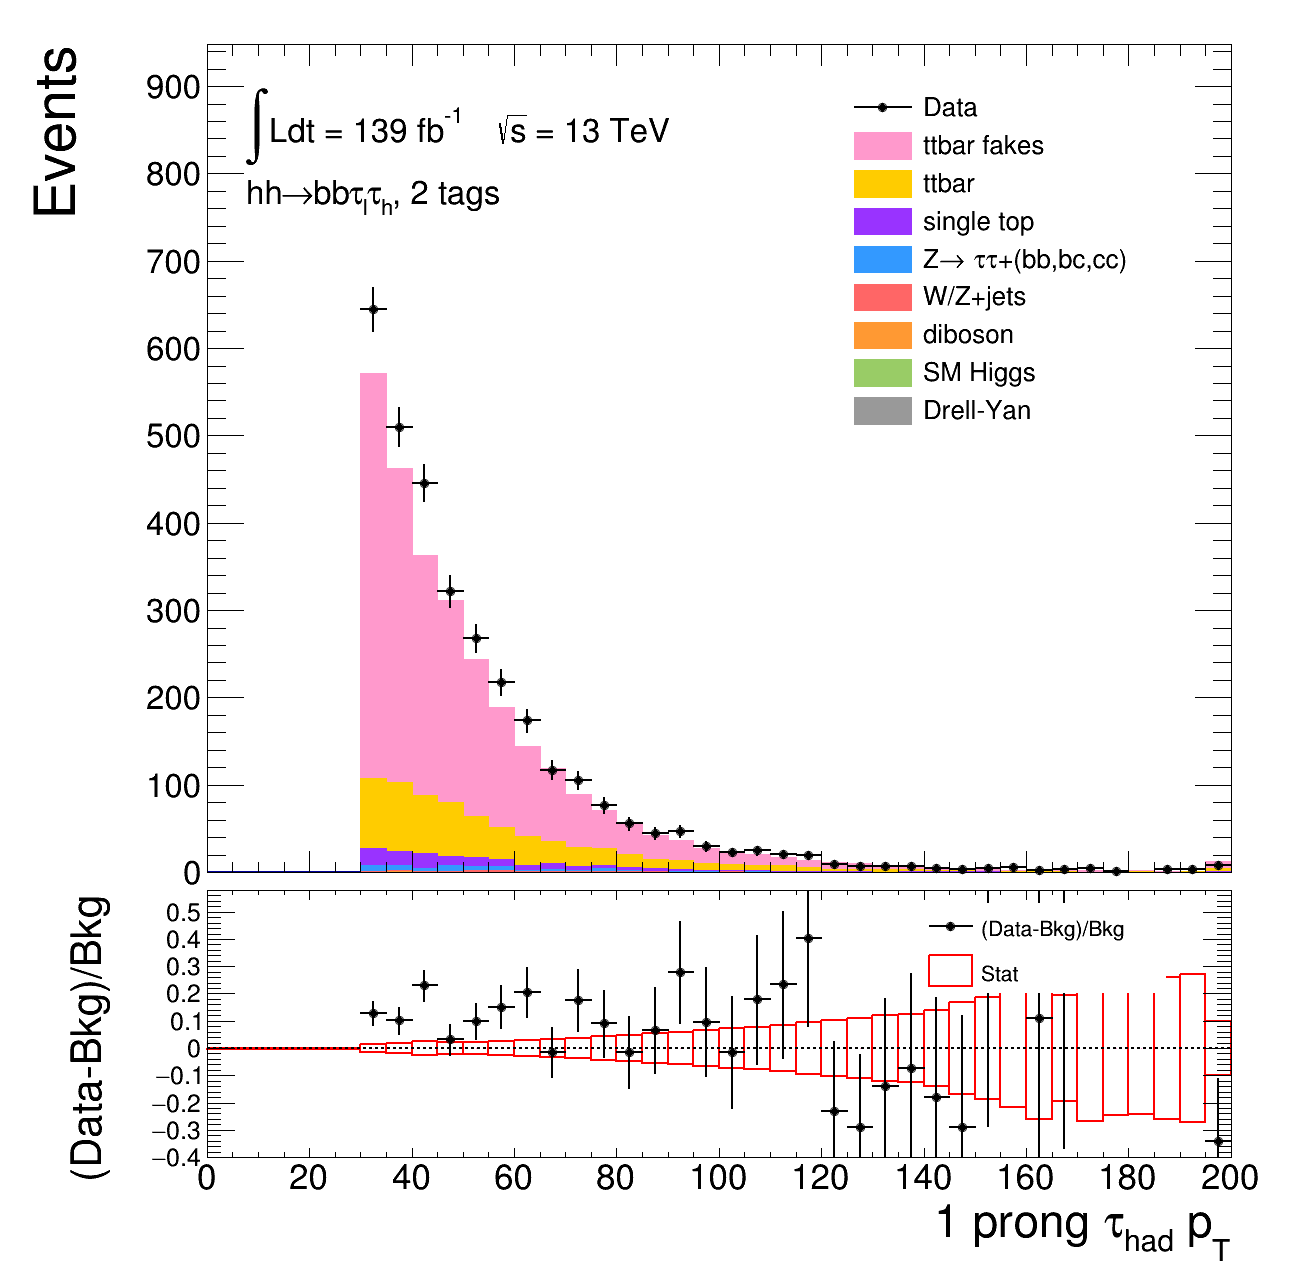 Events
900
800
700
600
500
400
300
200
100
0
∫Ldt = 139 fb⁻¹ √s = 13 TeV
hh→bbτₗτₕ, 2 tags
Data
ttbar fakes
ttbar
single top
Z→ ττ+(bb,bc,cc)
W/Z+jets
diboson
SM Higgs
Drell-Yan
(Data-Bkg)/Bkg
0.5
0.4
0.3
0.2
0.1
0
−0.1
−0.2
−0.3
−0.4
(Data-Bkg)/Bkg
Stat
0 20 40 60 80 100 120 140 160 180 200
1 prong τ_had p_T